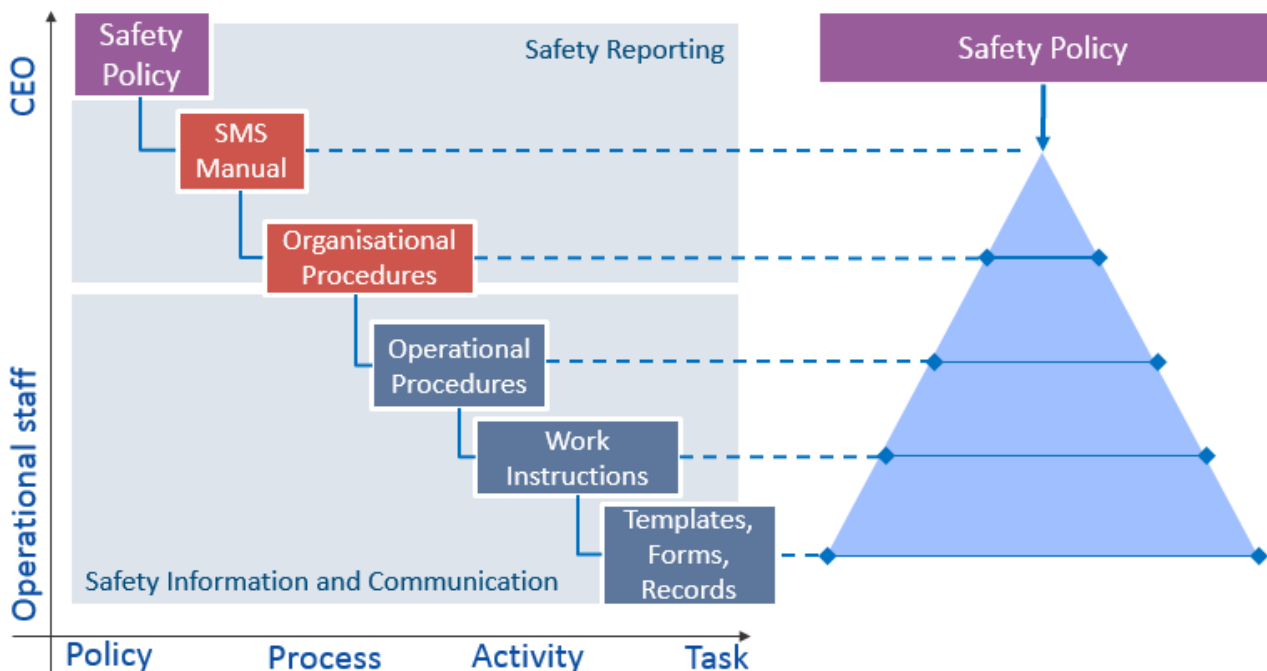 CEO
Operational staff
Safety
Policy
Safety Reporting
Safety Policy
SMS
Manual
Organisational
Procedures
Operational
Procedures
Work
Instructions
Templates,
Forms,
Records
Safety Information and Communication
Policy
Process
Activity
Task